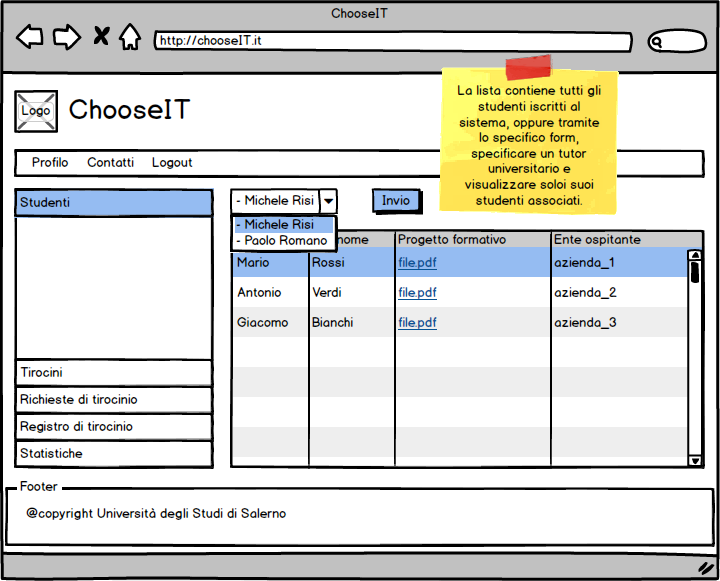 ChooseIT
http://chooseIT.it
Logo
ChooseIT
La lista contiene tutti gli
studenti iscritti al
sistema, oppure tramite
lo specifico form,
specificare un tutor
universitario e
visualizzare soloi suoi
studenti associati.
Profilo Contatti Logout
Studenti
Tirocini
Richieste di tirocinio
Registro di tirocinio
Statistiche
- Michele Risi
Invio
- Michele Risi
- Paolo Romano
nome Progetto formativo Ente ospitante
Mario Rossi file.pdf azienda_1
Antonio Verdi file.pdf azienda_2
Giacomo Bianchi file.pdf azienda_3
Footer
@copyright Università degli Studi di Salerno